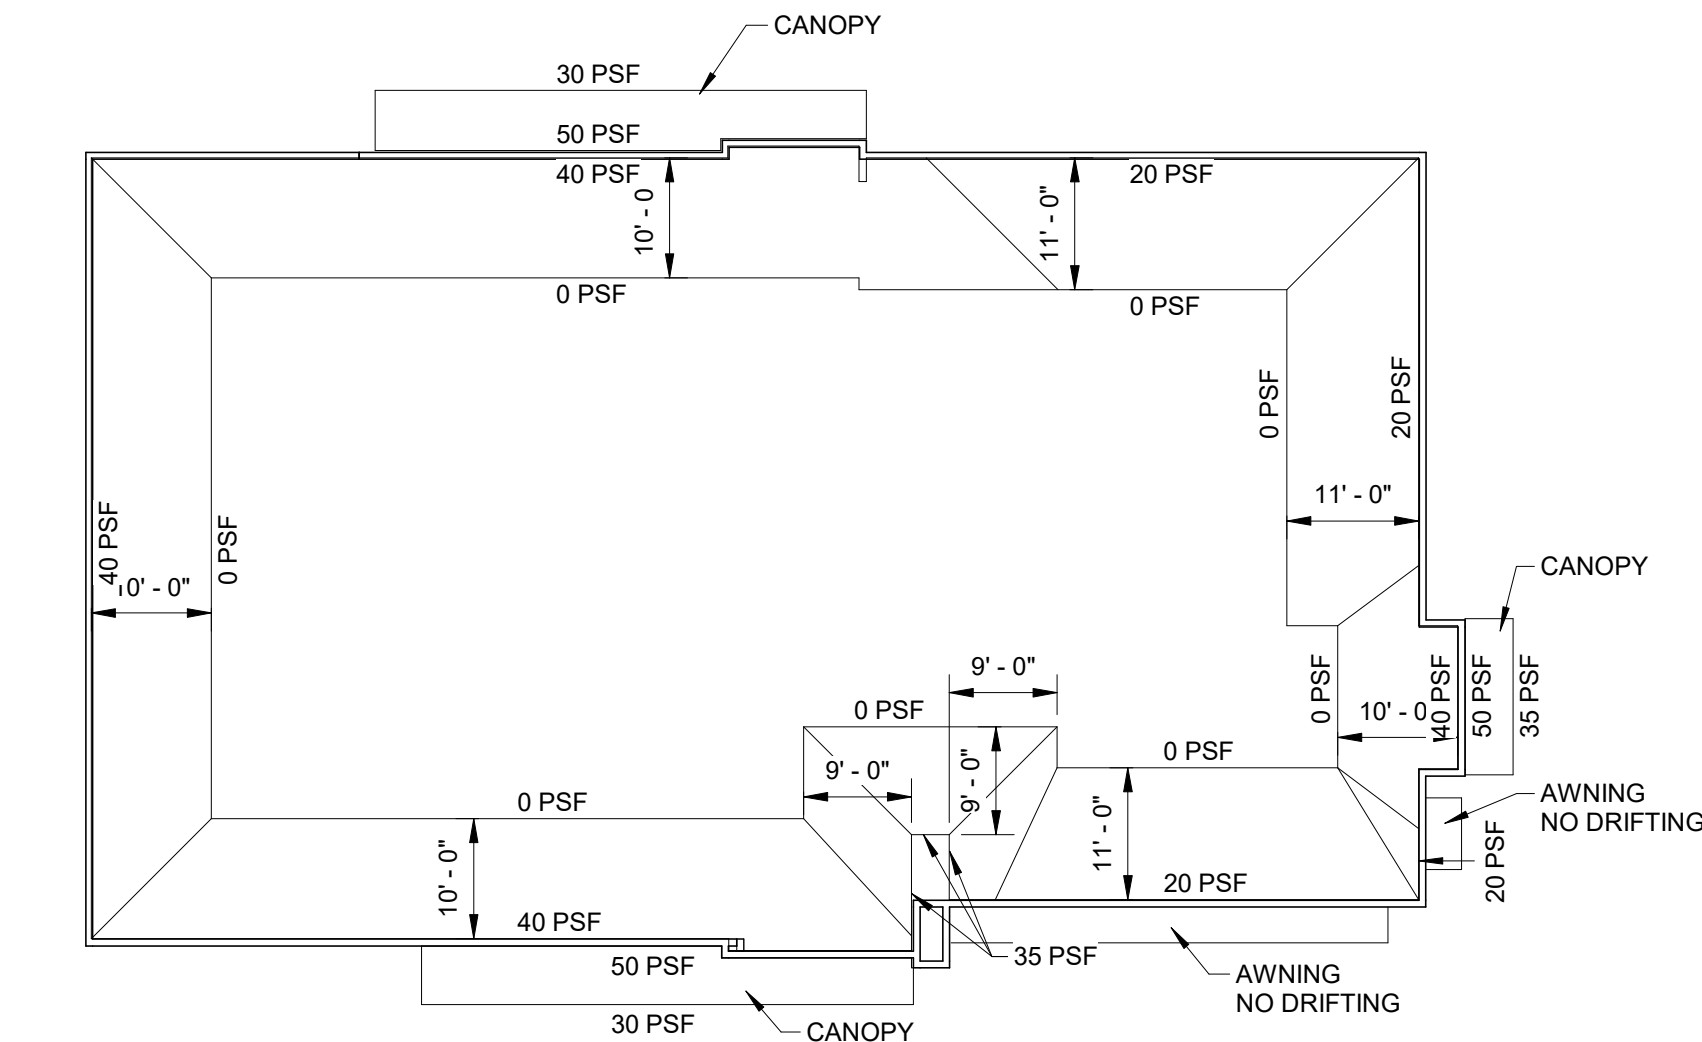 CANOPY
30 PSF
50 PSF
40 PSF
20 PSF
10' - 0
11' - 0"
0 PSF
0 PSF
0 PSF
20 PSF
11' - 0"
40 PSF
0 PSF
10' - 0"
CANOPY
9' - 0"
0 PSF
0 PSF
10' - 0
40 PSF
50 PSF
35 PSF
0 PSF
9' - 0"
9' - 0"
0 PSF
11' - 0"
10' - 0"
AWNING
NO DRIFTING
20 PSF
20 PSF
40 PSF
50 PSF
35 PSF
30 PSF
CANOPY
AWNING
NO DRIFTING